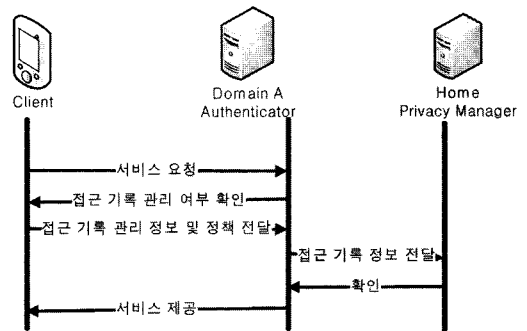 Client
Domain A
Authenticator
Home
Privacy Manager
서비스 요청
접근 기록 관리 여부 확인
접근 기록 관리 정보 및 정책 전달
접근 기록 정보 전달
확인
서비스 제공